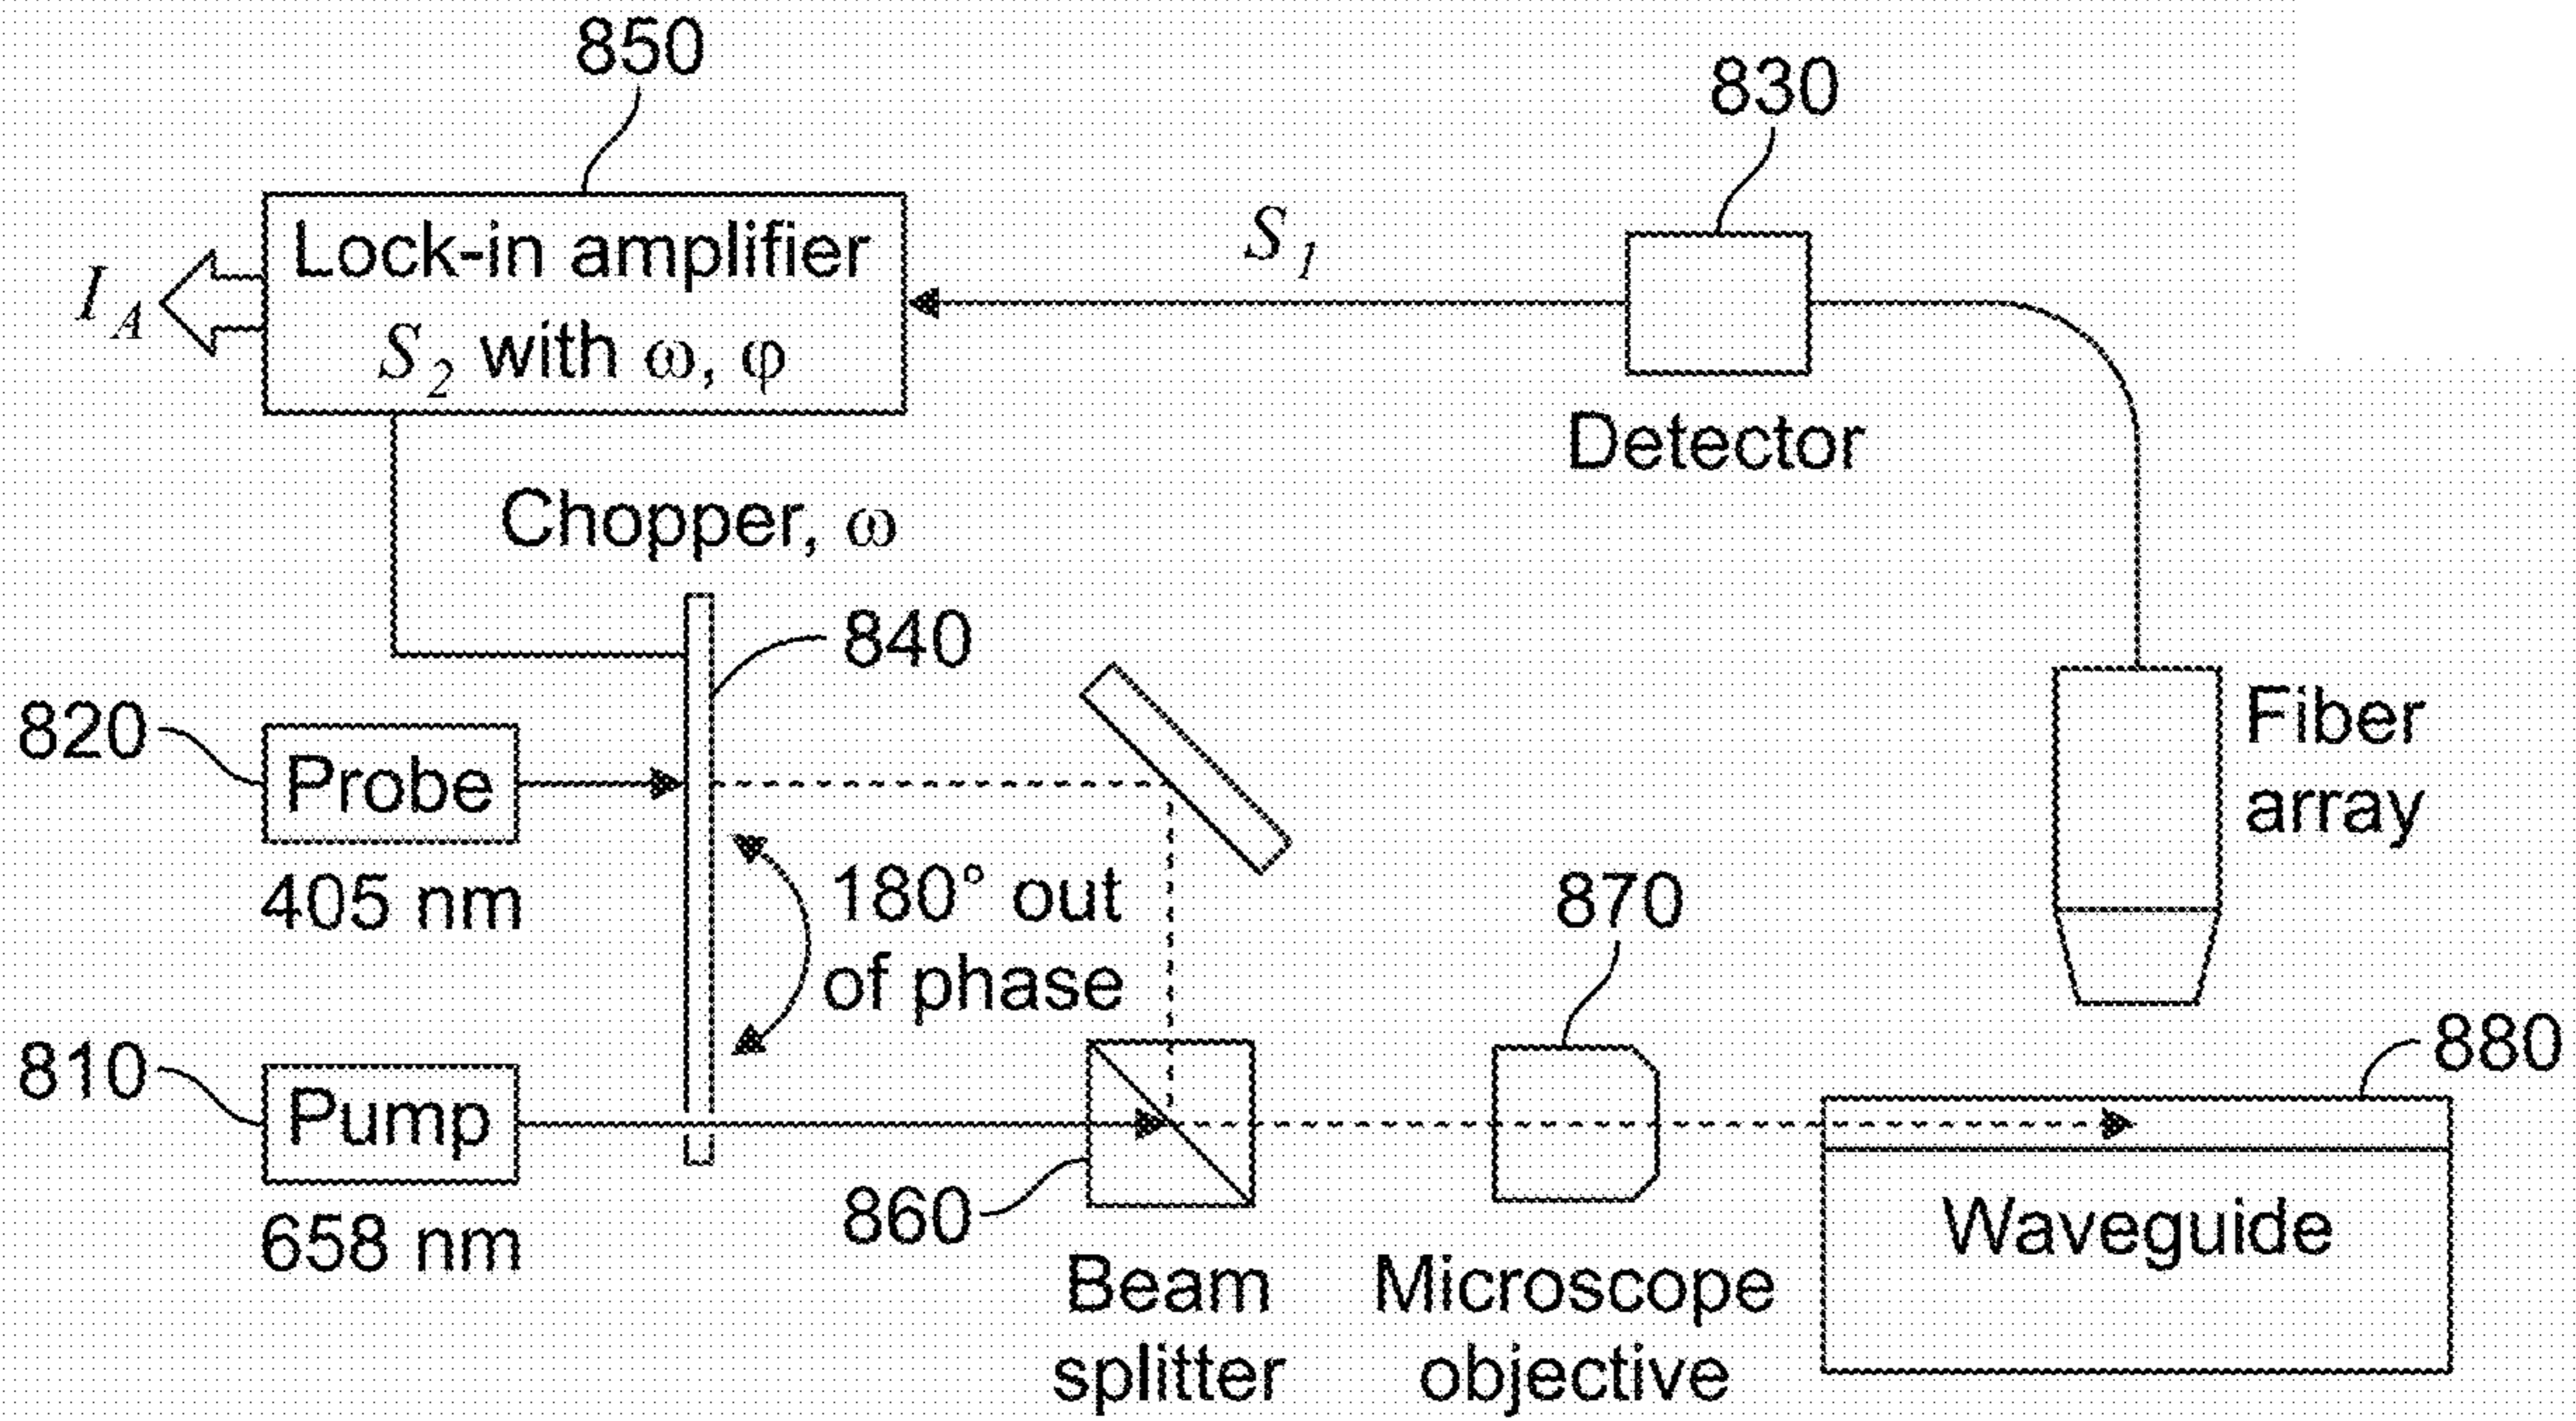 850
830
Lock-in amplifier
S2 with ω, φ
IA
S1
Detector
Chopper, ω
840
820
Probe
405 nm
Fiber
array
180° out
of phase
870
880
810
Pump
658 nm
860
Beam
splitter
Microscope
objective
Waveguide